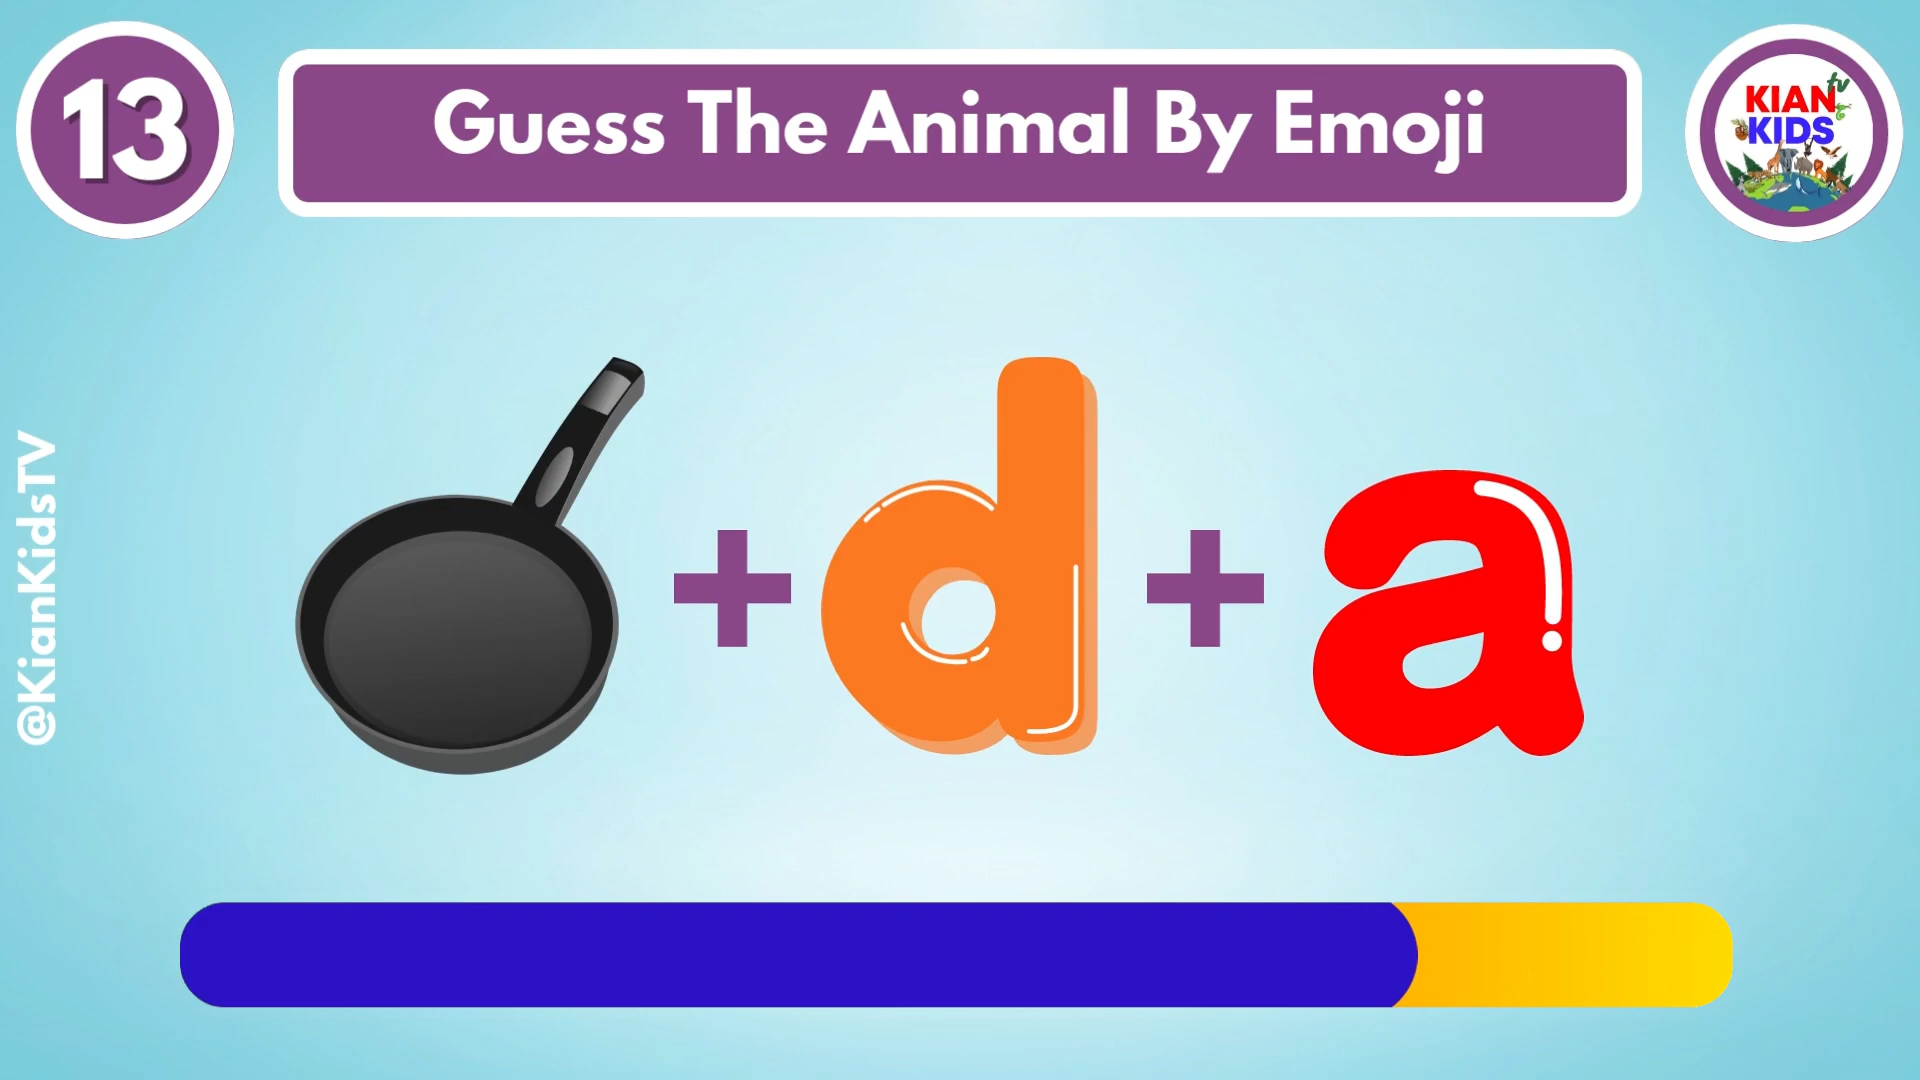 13
Guess The Animal By Emoji
KIAN tv
KIDS
@KianKidsTV
+ d + a